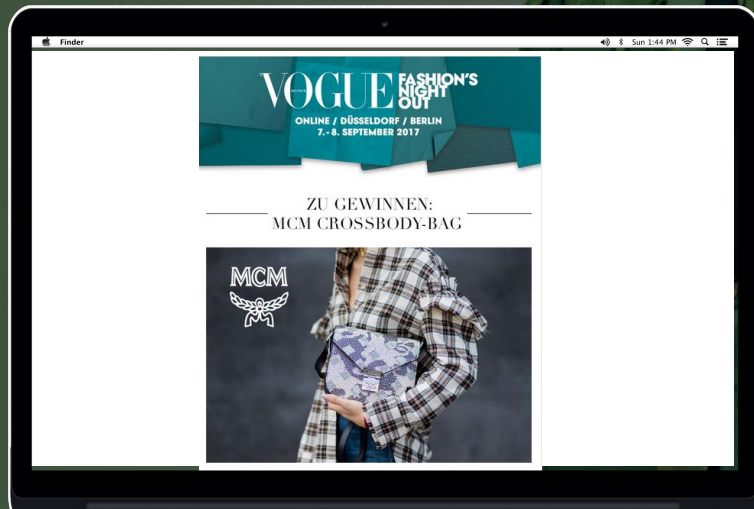 Finder
Sun 1:44 PM
VOGUE
FASHION'S
NIGHT
OUT
ONLINE / DÜSSELDORF / BERLIN
7.- 8. SEPTEMBER 2017
ZU GEWINNEN:
MCM CROSSBODY-BAG
MCM